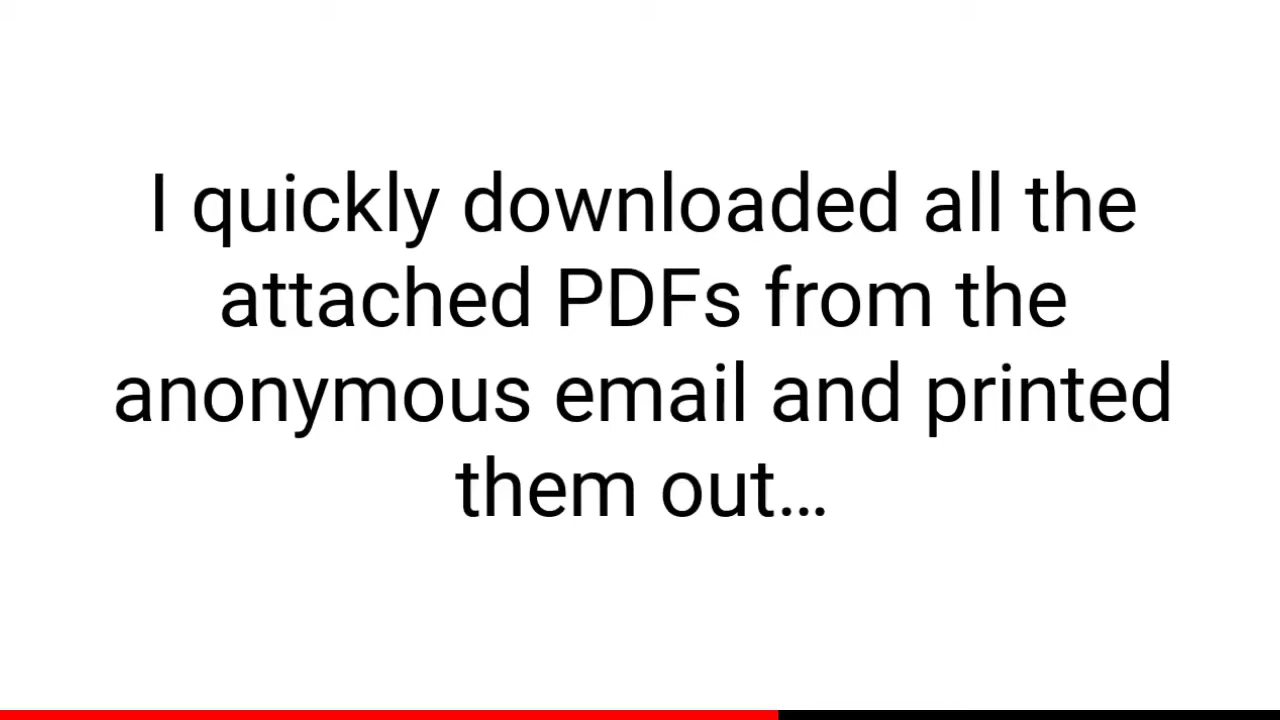 I quickly downloaded all the
attached PDFs from the
anonymous email and printed
them out…